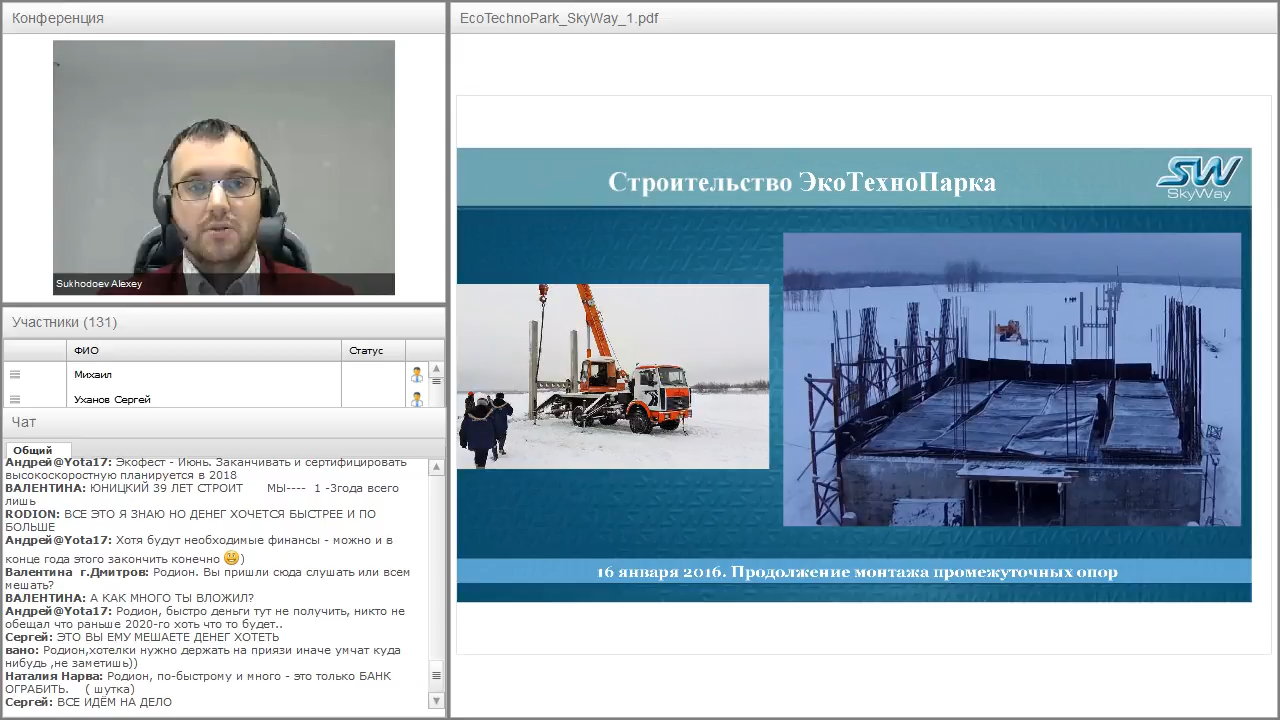 Конференция
Sukhodoev Alexey
Участники (131)
ФИО
Статус
Михаил
Уханов Сергей
Чат
Общий
Андрей@Yota17: Экофест - Июнь. Заканчивать и сертифицировать
высокоскоростную планируется в 2018
ВАЛЕНТИНА: ЮНИЦКИЙ 39 ЛЕТ СТРОИТ МЫ---- 1 -3года всего
лишь
RODION: ВСЕ ЭТО Я ЗНАЮ НО ДЕНЕГ ХОЧЕТСЯ БЫСТРЕЕ И ПО
БОЛЬШЕ
Андрей@Yota17: Хотя будут необходимые финансы - можно и в
конце года этого закончить конечно )
Валентина г.Дмитров: Родион. Вы пришли сюда слушать или всем
мешать?
ВАЛЕНТИНА: А КАК МНОГО ТЫ ВЛОЖИЛ?
Андрей@Yota17: Родион, быстро деньги тут не получить, никто не
обещал что раньше 2020-го хоть что то будет..
Сергей: ЭТО ВЫ ЕМУ МЕШАЕТЕ ДЕНЕГ ХОТЕТЬ
вано: Родион,хотелки нужно держать на приязи иначе умчат куда
нибудь ,не заметишь))
Наталия Нарва: Родион, по-быстрому и много - это только БАНК
ОГРАБИТЬ. ( шутка)
Сергей: ВСЕ ИДЁМ НА ДЕЛО
EcoTechnoPark_SkyWay_1.pdf
Строительство ЭкоТехноПарка
SW
SkyWay
16 января 2016. Продолжение монтажа промежуточных опор